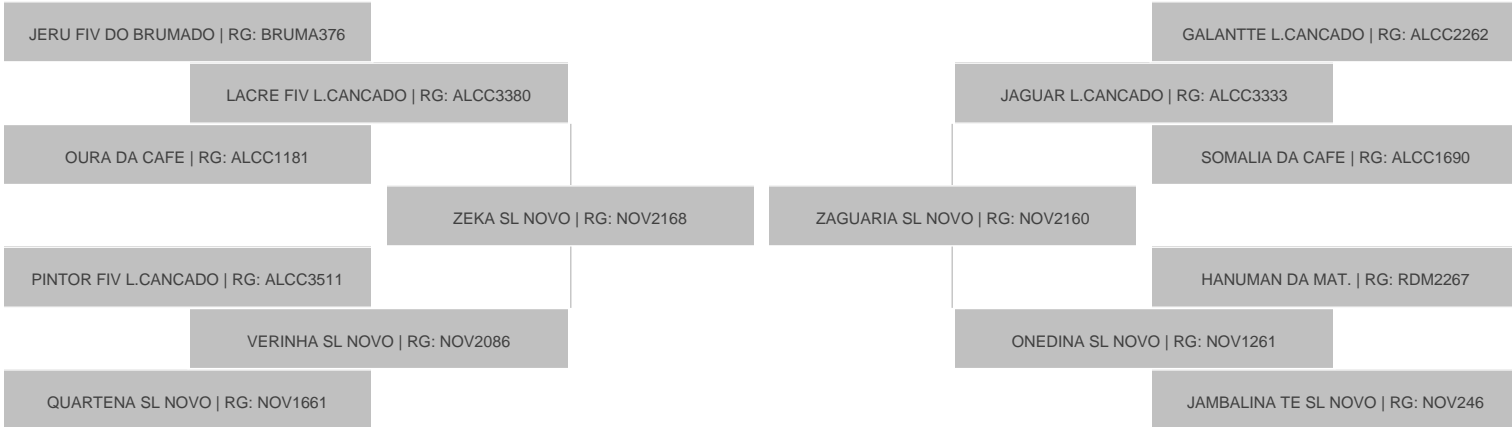 JERU FIV DO BRUMADO | RG: BRUMA376
GALANTTE L.CANCADO | RG: ALCC2262
LACRE FIV L.CANCADO | RG: ALCC3380
JAGUAR L.CANCADO | RG: ALCC3333
OURA DA CAFE | RG: ALCC1181
SOMALIA DA CAFE | RG: ALCC1690
ZEKA SL NOVO | RG: NOV2168
ZAGUARIA SL NOVO | RG: NOV2160
PINTOR FIV L.CANCADO | RG: ALCC3511
HANUMAN DA MAT. | RG: RDM2267
VERINHA SL NOVO | RG: NOV2086
ONEDINA SL NOVO | RG: NOV1261
QUARTENA SL NOVO | RG: NOV1661
JAMBALINA TE SL NOVO | RG: NOV246